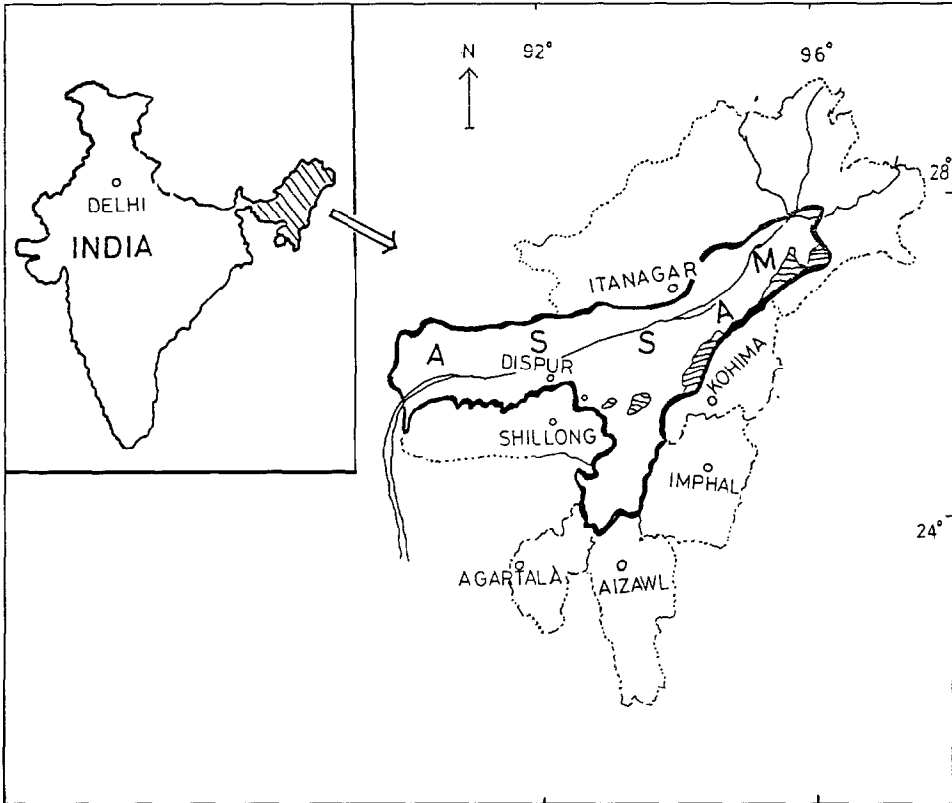 DELHI
INDIA
N
92°
96°
28°
24°
ITANAGAR
A S S A M
DISPUR
SHILLONG
KOHIMA
IMPHAL
AGARTALA
AIZAWL